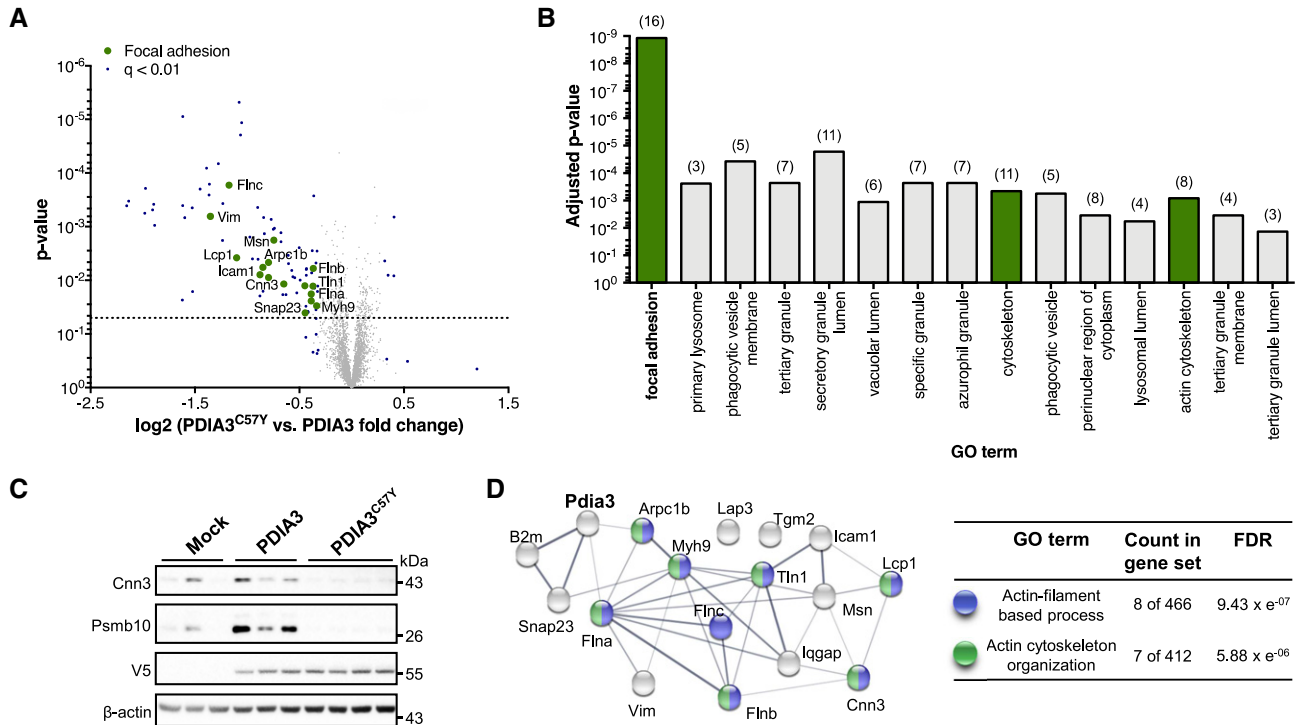 A
Focal adhesion
q < 0.01
p-value
10-6
10-5
10-4
10-3
10-2
10-1
100
Flnc
Vim
Msn
Lcp1
Arpc1b
Icam1
Flnb
Cnn3
Tln1
Flna
Snap23
Myh9
-2.5
-1.5
-0.5
0.5
1.5
log2 (PDIA3C57Y vs. PDIA3 fold change)
B
Adjusted p-value
10-9
10-8
10-7
10-6
10-5
10-4
10-3
10-2
10-1
100
(16)
(3)
(5)
(7)
(11)
(6)
(7)
(7)
(11)
(5)
(8)
(4)
(8)
(4)
(3)
focal adhesion
primary lysosome
phagocytic vesicle
membrane
tertiary granule
secretory granule
lumen
vacuolar lumen
specific granule
azurophil granule
cytoskeleton
phagocytic vesicle
perinuclear region of
cytoplasm
lysosomal lumen
actin cytoskeleton
tertiary granule
membrane
tertiary granule lumen
GO term
C
Mock
PDIA3
PDIA3C57Y
kDa
Cnn3
43
Psmb10
26
V5
55
β-actin
43
D
Pdia3
Arpc1b
Lap3
Tgm2
B2m
Myh9
Icam1
Tln1
Lcp1
Flnc
Msn
Snap23
Flna
Iqgap
Vim
Flnb
Cnn3
GO term
Count in
gene set
FDR
Actin-filament
based process
8 of 466
9.43 x e-07
Actin cytoskeleton
organization
7 of 412
5.88 x e-06